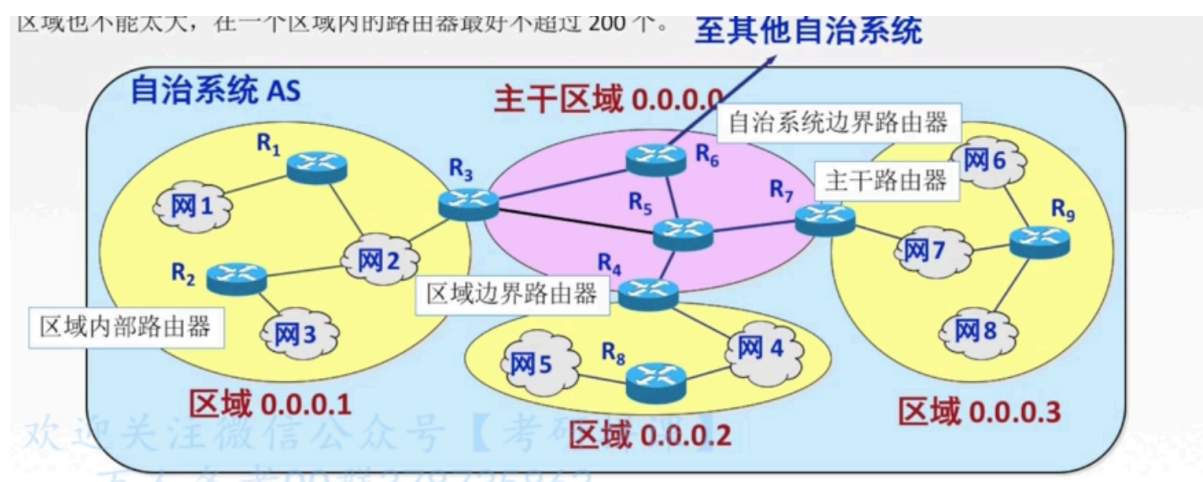 区域也不能太大，在一个区域内的路由器最好不超过 200 个。
至其他自治系统
自治系统 AS
主干区域 0.0.0.0
自治系统边界路由器
R1
R3
R6
网6
主干路由器
R7
网1
R5
R9
网2
R4
网7
R2
区域边界路由器
区域内部路由器
网3
网5
R8
网 4
网8
区域 0.0.0.1
区域 0.0.0.2
区域 0.0.0.3
欢迎关注微信公众号【考